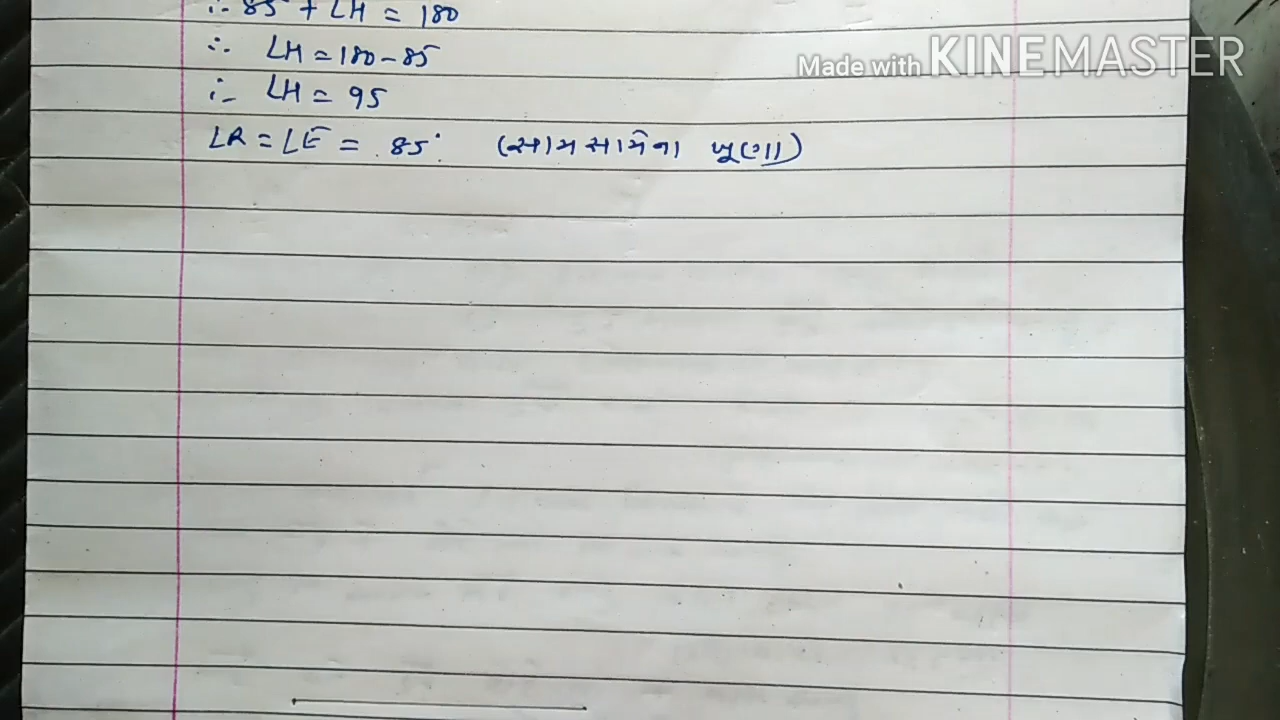 ∴ 85° + ∠H = 180
∴ ∠H = 180 - 85
∴ ∠H = 95
∠R = ∠E = 85° (સામસામેના ખૂણા)
Made with KINEMASTER